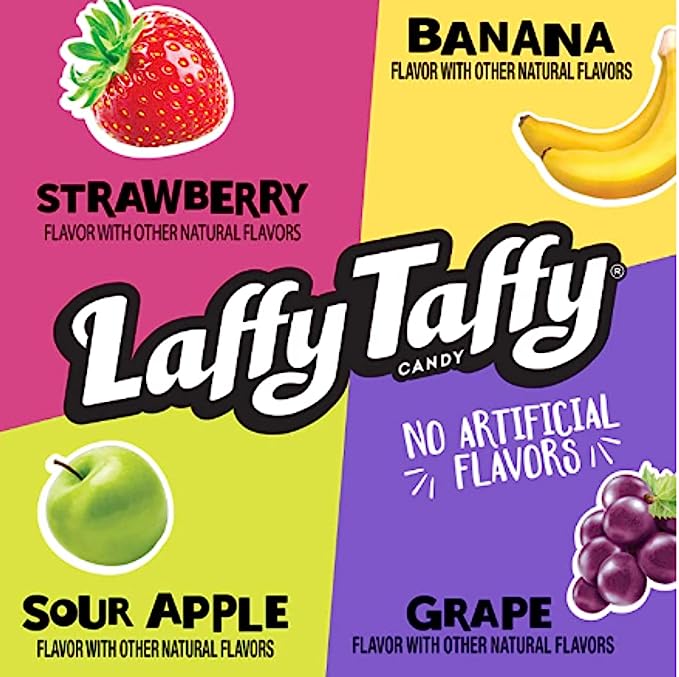 BANANA
FLAVOR WITH OTHER NATURAL FLAVORS
STRAWBERRY
FLAVOR WITH OTHER NATURAL FLAVORS
Laffy Taffy®
CANDY
NO ARTIFICIAL
FLAVORS
SOUR APPLE
FLAVOR WITH OTHER NATURAL FLAVORS
GRAPE
FLAVOR WITH OTHER NATURAL FLAVORS